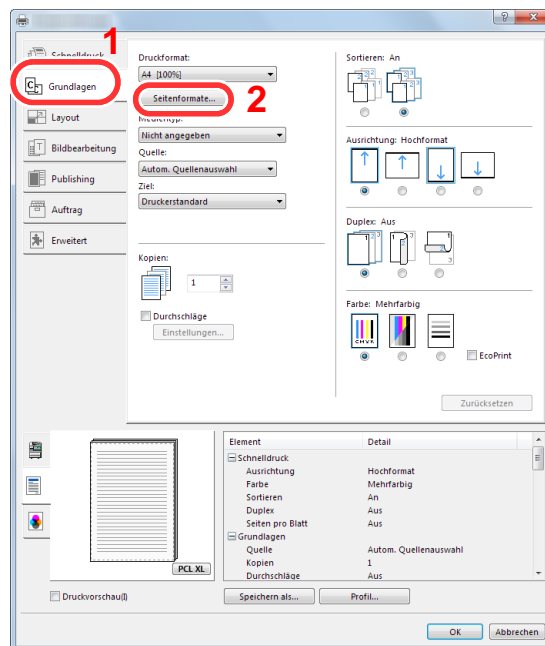 1
Schnelldruck
Grundlagen
Layout
Bildbearbeitung
Publishing
Auftrag
Erweitert
Druckformat:
A4 [100%]
Seitenformate...
2
Medientyp:
Nicht angegeben
Quelle:
Autom. Quellenauswahl
Ziel:
Druckerstandard
Kopien:
1
Durchschläge
Einstellungen...
Sortieren: An
Ausrichtung: Hochformat
Duplex: Aus
Farbe: Mehrfarbig
CMYK
EcoPrint
Zurücksetzen
PCL XL
Druckvorschau(I)
Element Detail
Schnelldruck
Ausrichtung Hochformat
Farbe Mehrfarbig
Sortieren An
Duplex Aus
Seiten pro Blatt Aus
Grundlagen
Quelle Autom. Quellenauswahl
Kopien 1
Durchschläge Aus
Speichern als... Profil...
OK Abbrechen